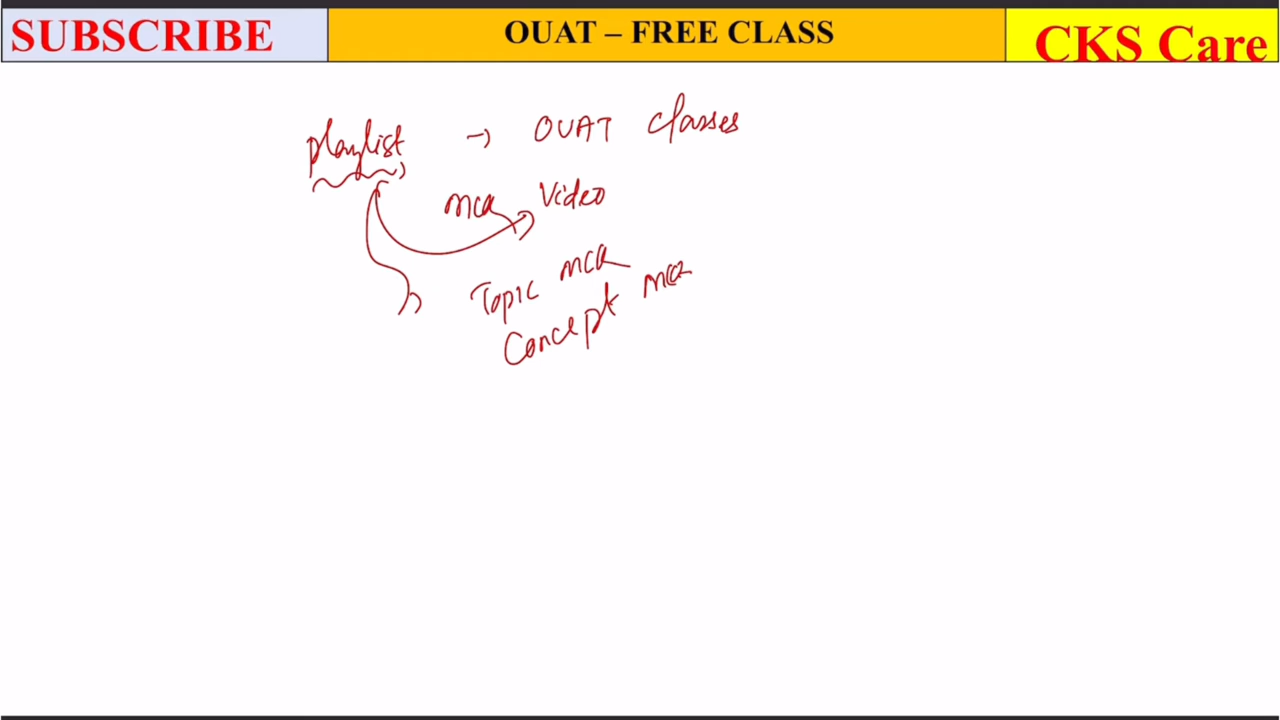 SUBSCRIBE OUAT – FREE CLASS CKS Care
playlist → OUAT classes
MCQ Video
Topic MCQ
Concept MCQ